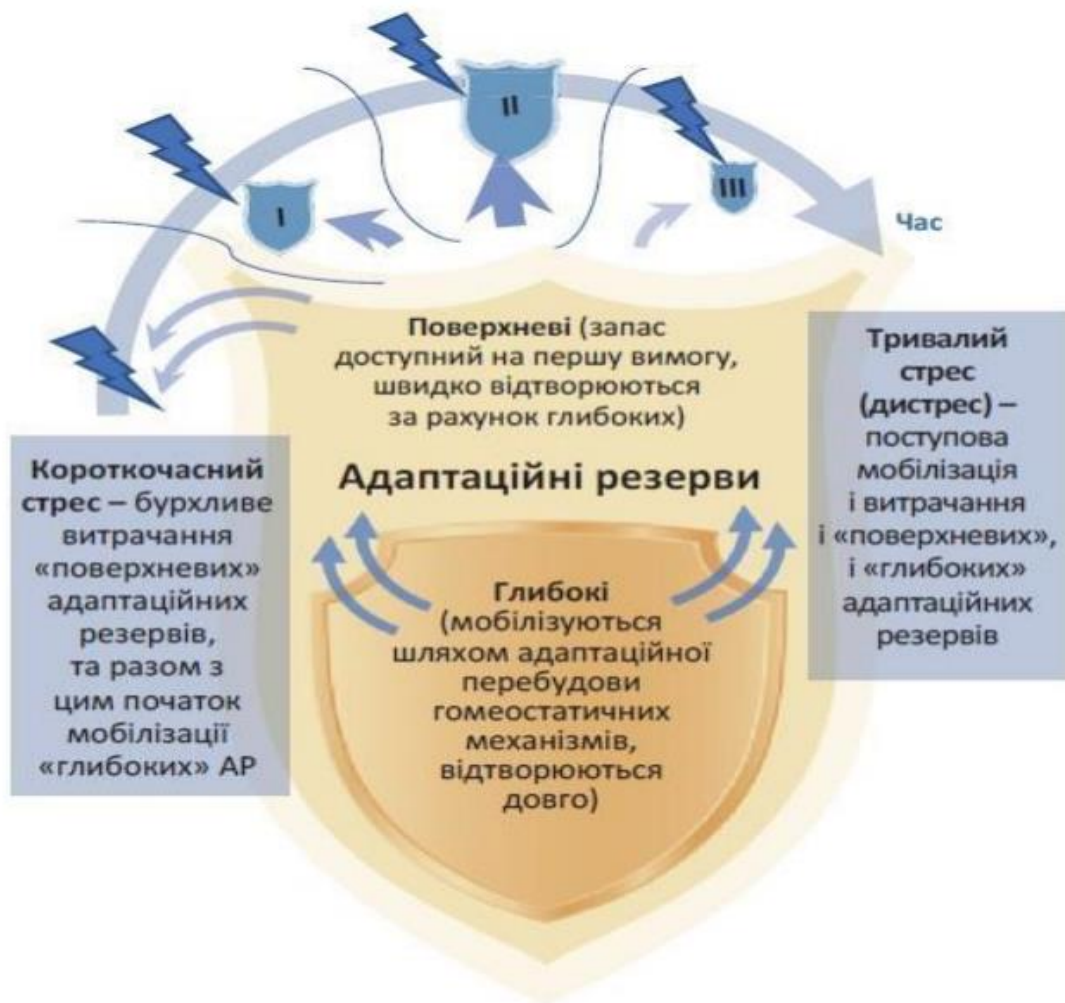 I
II
III
Час
Поверхневі (запас
доступний на першу вимогу,
швидко відтворюються
за рахунок глибоких)
Адаптаційні резерви
Глибокі
(мобілізуються
шляхом адаптаційної
перебудови
гомеостатичних
механізмів,
відтворюються
довго)
Короткочасний
стрес – бурхливе
витрачання
«поверхневих»
адаптаційних
резервів,
та разом з
цим початок
мобілізації
«глибоких» АР
Тривалий
стрес
(дистрес) –
поступова
мобілізація
і витрачання
і «поверхневих»,
і «глибоких»
адаптаційних
резервів